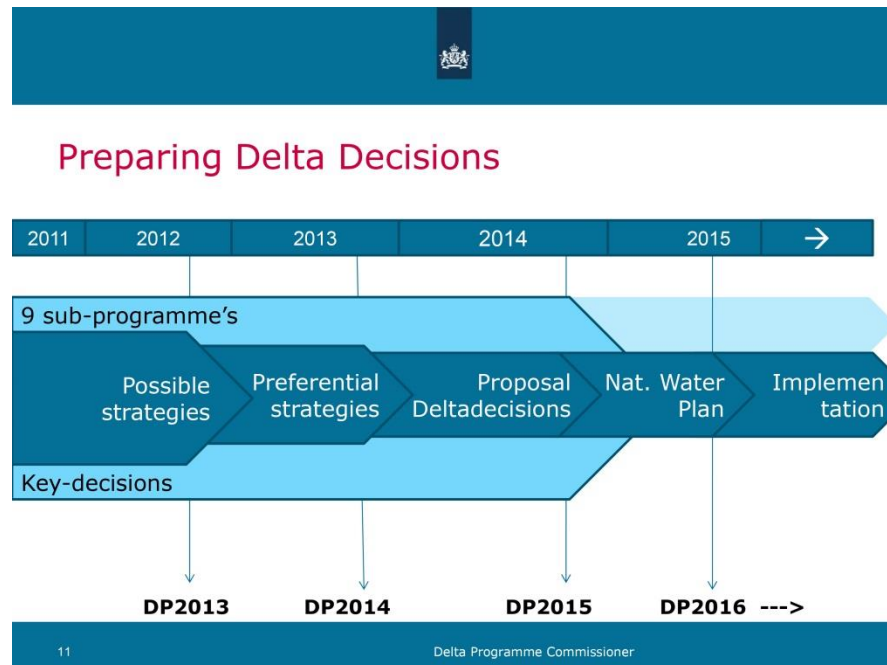 Preparing Delta Decisions
2011 2012 2013 2014 2015 →
9 sub-programme's
Possible
strategies
Preferential
strategies
Proposal
Deltadecisions
Nat. Water
Plan
Implemen
tation
Key-decisions
DP2013 DP2014 DP2015 DP2016 --->
11 Delta Programme Commissioner